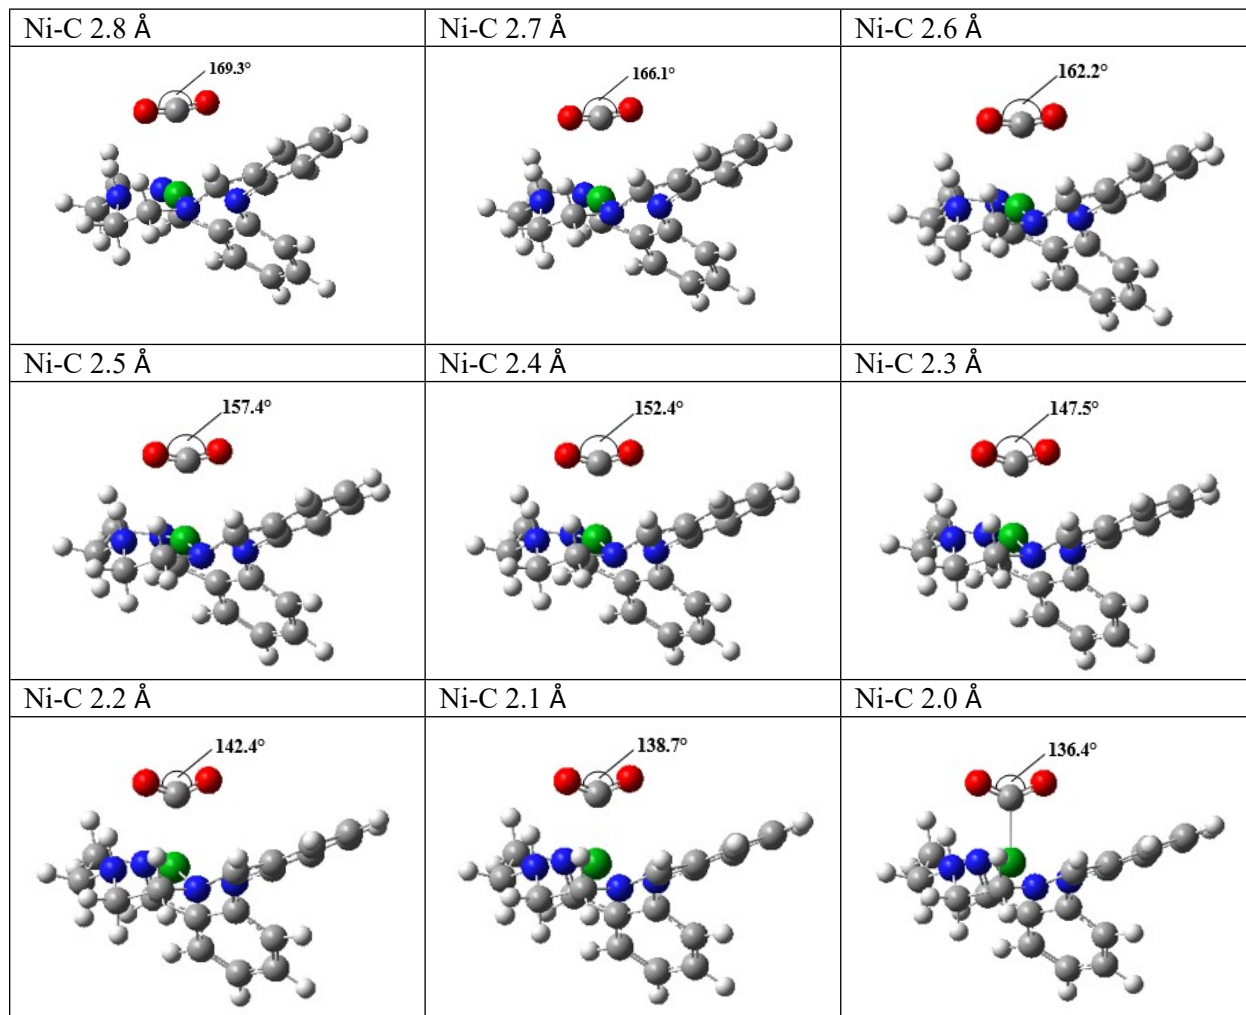 Ni-C 2.8 Å
Ni-C 2.7 Å
Ni-C 2.6 Å
169.3°
166.1°
162.2°
Ni-C 2.5 Å
Ni-C 2.4 Å
Ni-C 2.3 Å
157.4°
152.4°
147.5°
Ni-C 2.2 Å
Ni-C 2.1 Å
Ni-C 2.0 Å
142.4°
138.7°
136.4°